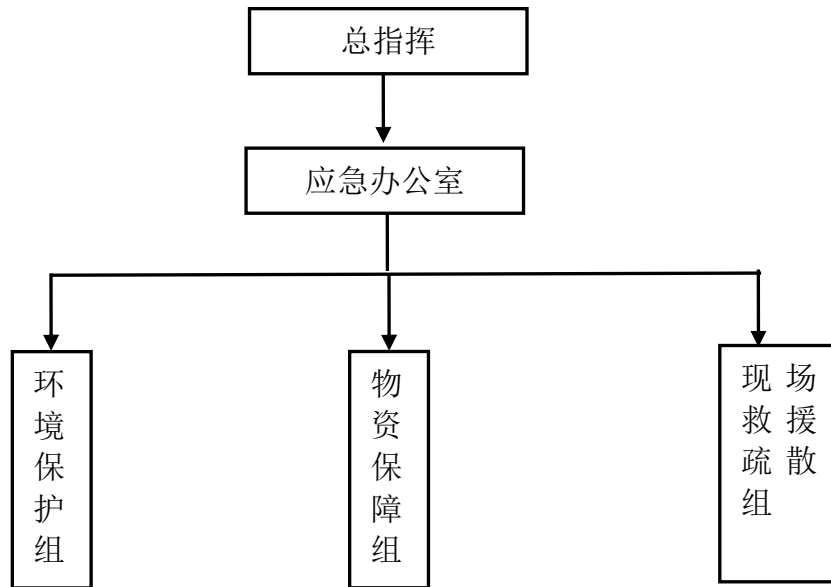 总指挥
应急办公室
环
境
保
护
组
物
资
保
障
组
现 场
救 援
疏 散
组